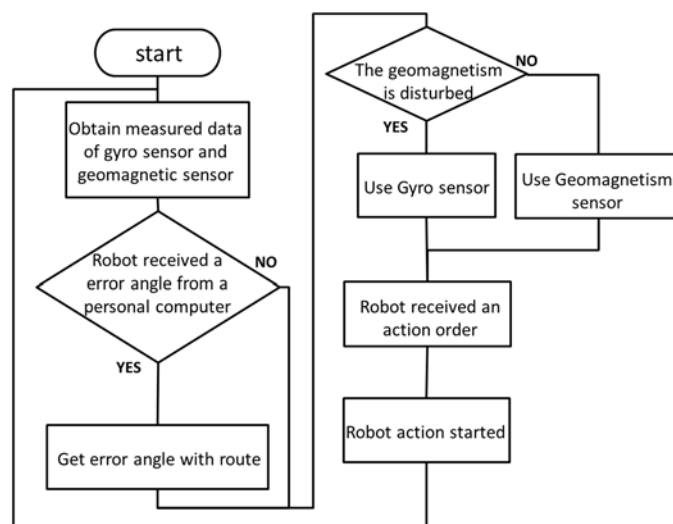 start
Obtain measured data
of gyro sensor and
geomagnetic sensor
Robot received a
error angle from a
personal computer
NO
YES
Get error angle with route
The geomagnetism
is disturbed
NO
YES
Use Gyro sensor
Use Geomagnetism
sensor
Robot received an
action order
Robot action started